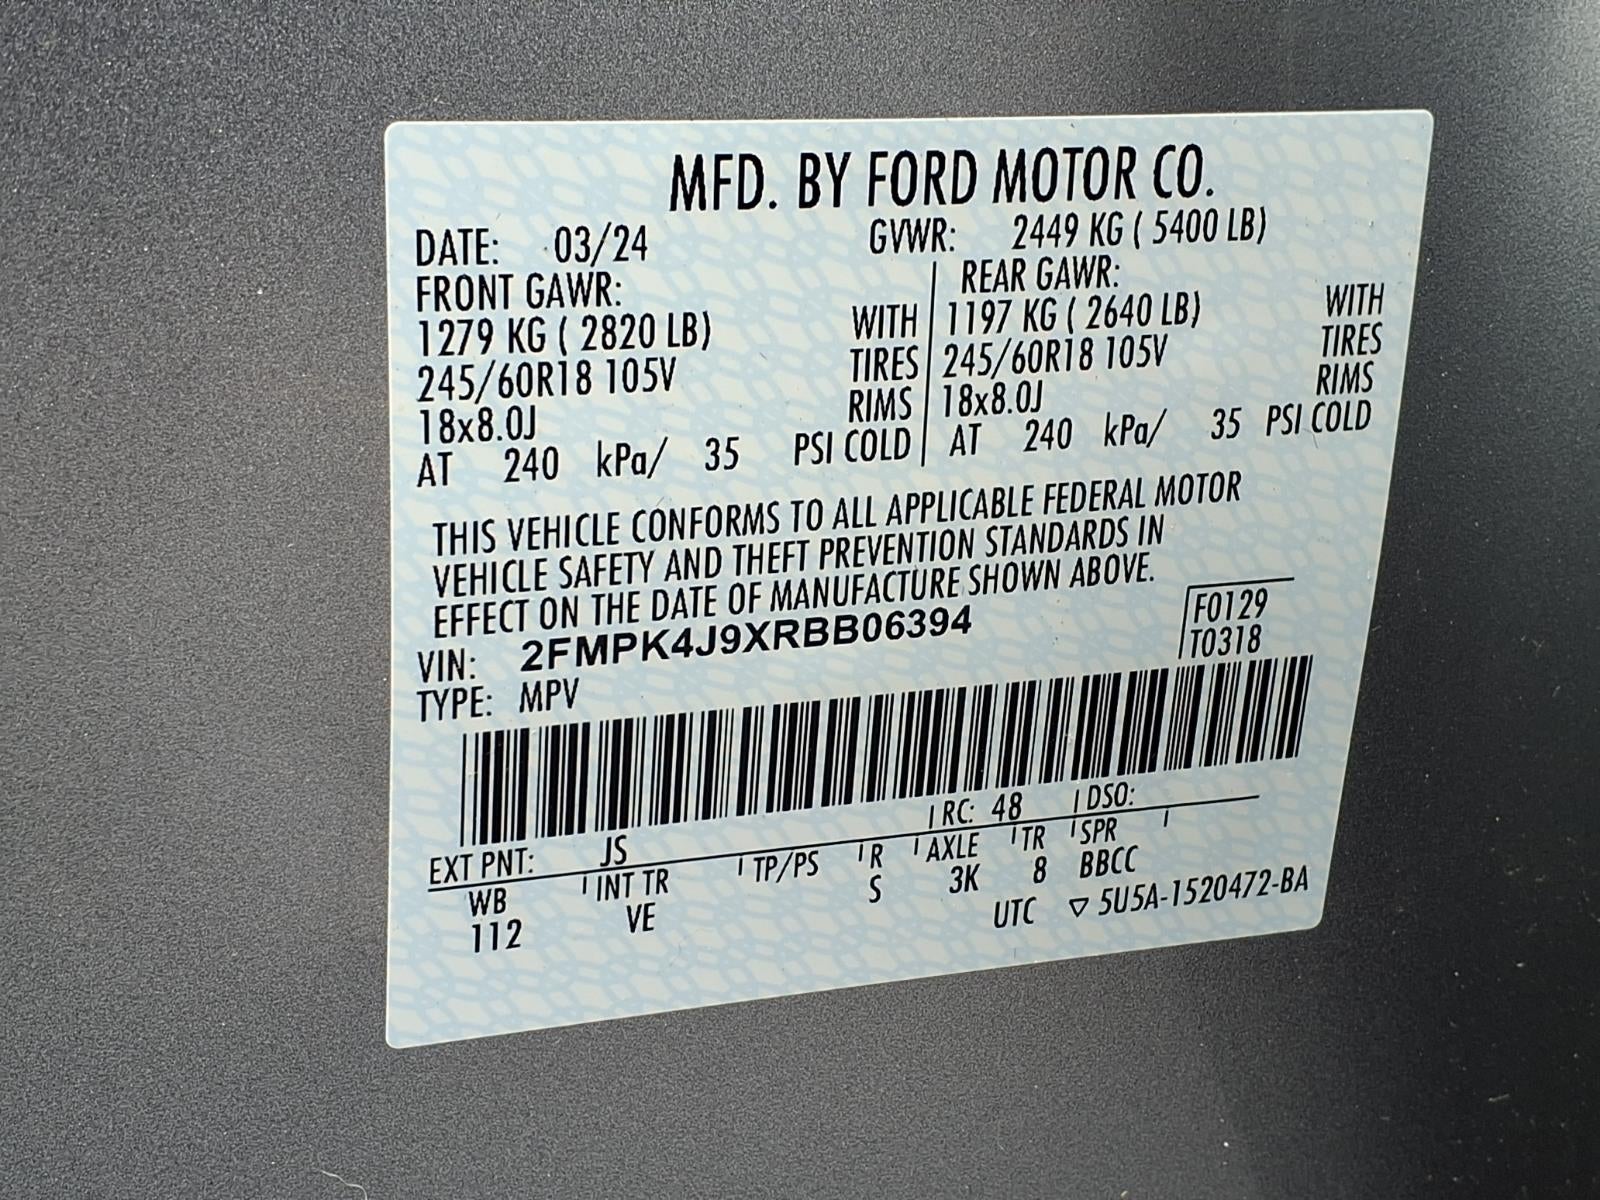 MFD. BY FORD MOTOR CO.
DATE: 03/24 GVWR: 2449 KG ( 5400 LB)
FRONT GAWR: REAR GAWR:
1279 KG ( 2820 LB) WITH 1197 KG ( 2640 LB) WITH
245/60R18 105V TIRES 245/60R18 105V TIRES
18x8.0J RIMS 18x8.0J RIMS
AT 240 kPa/ 35 PSI COLD AT 240 kPa/ 35 PSI COLD
THIS VEHICLE CONFORMS TO ALL APPLICABLE FEDERAL MOTOR
VEHICLE SAFETY AND THEFT PREVENTION STANDARDS IN
EFFECT ON THE DATE OF MANUFACTURE SHOWN ABOVE.
VIN: 2FMPK4J9XRBB06394 F0129
TYPE: MPV T0318
EXT PNT: JS RC: 48 DSO:
WB INT TR TP/PS R AXLE TR SPR
112 VE S 3K 8 BBCC
UTC ▽ 5U5A-1520472-BA